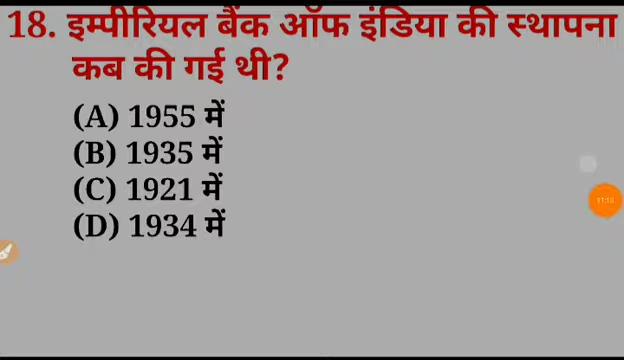 18. इम्पीरियल बैंक ऑफ इंडिया की स्थापना
कब की गई थी?
(A) 1955 में
(B) 1935 में
(C) 1921 में
(D) 1934 में